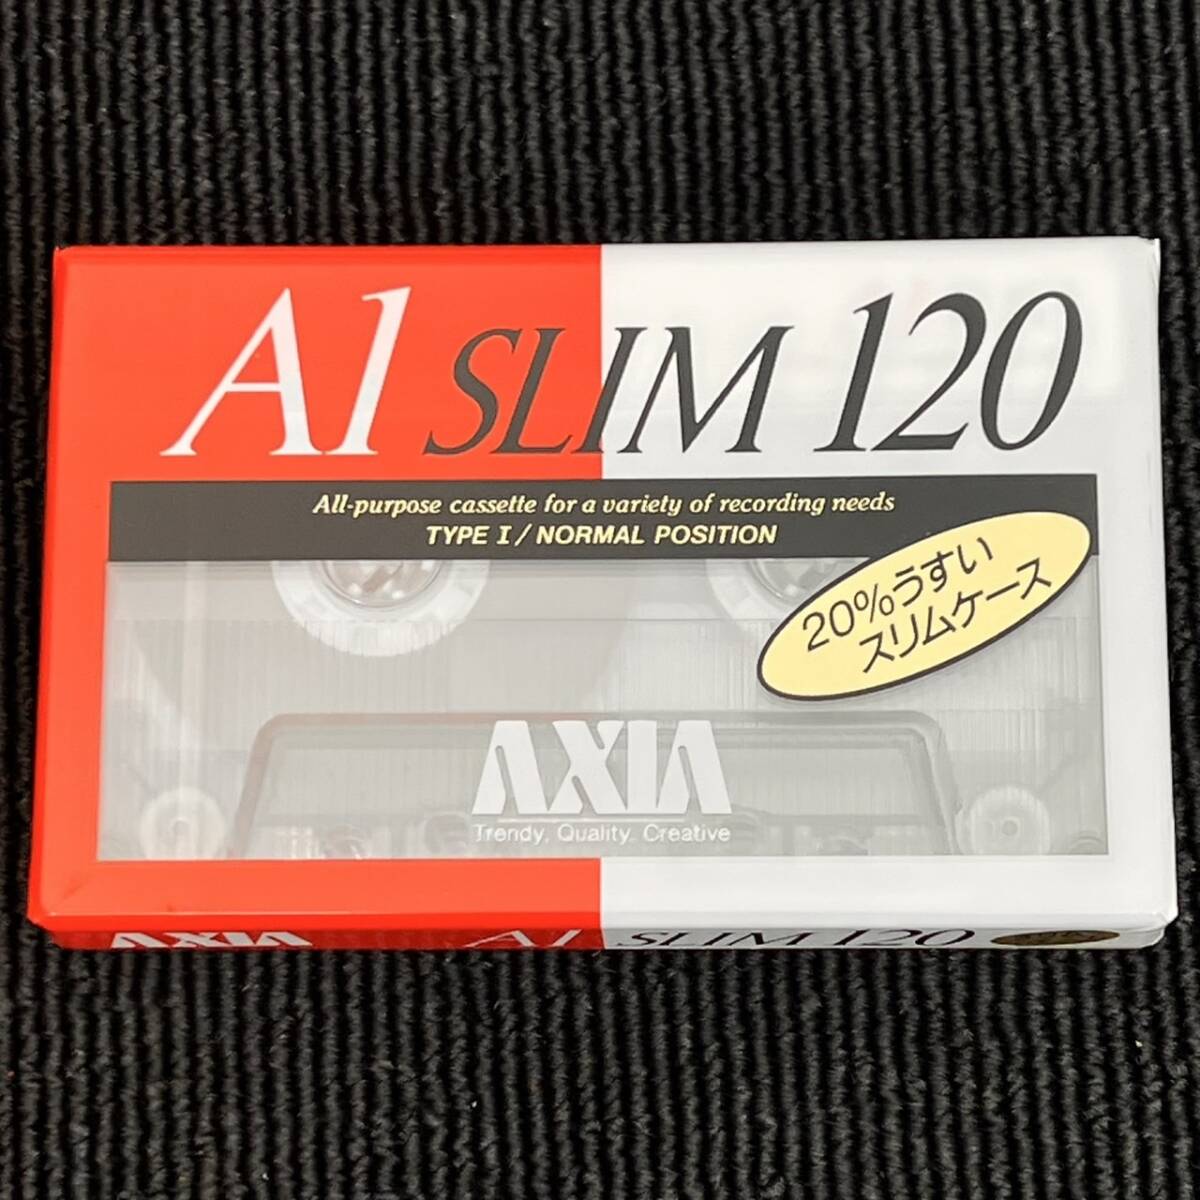 A1 SLIM 120
All-purpose cassette for a variety of recording needs
TYPE I / NORMAL POSITION
20%うすい
スリムケース
AXIA
Trendy, Quality, Creative
AXIA A1 SLIM 120